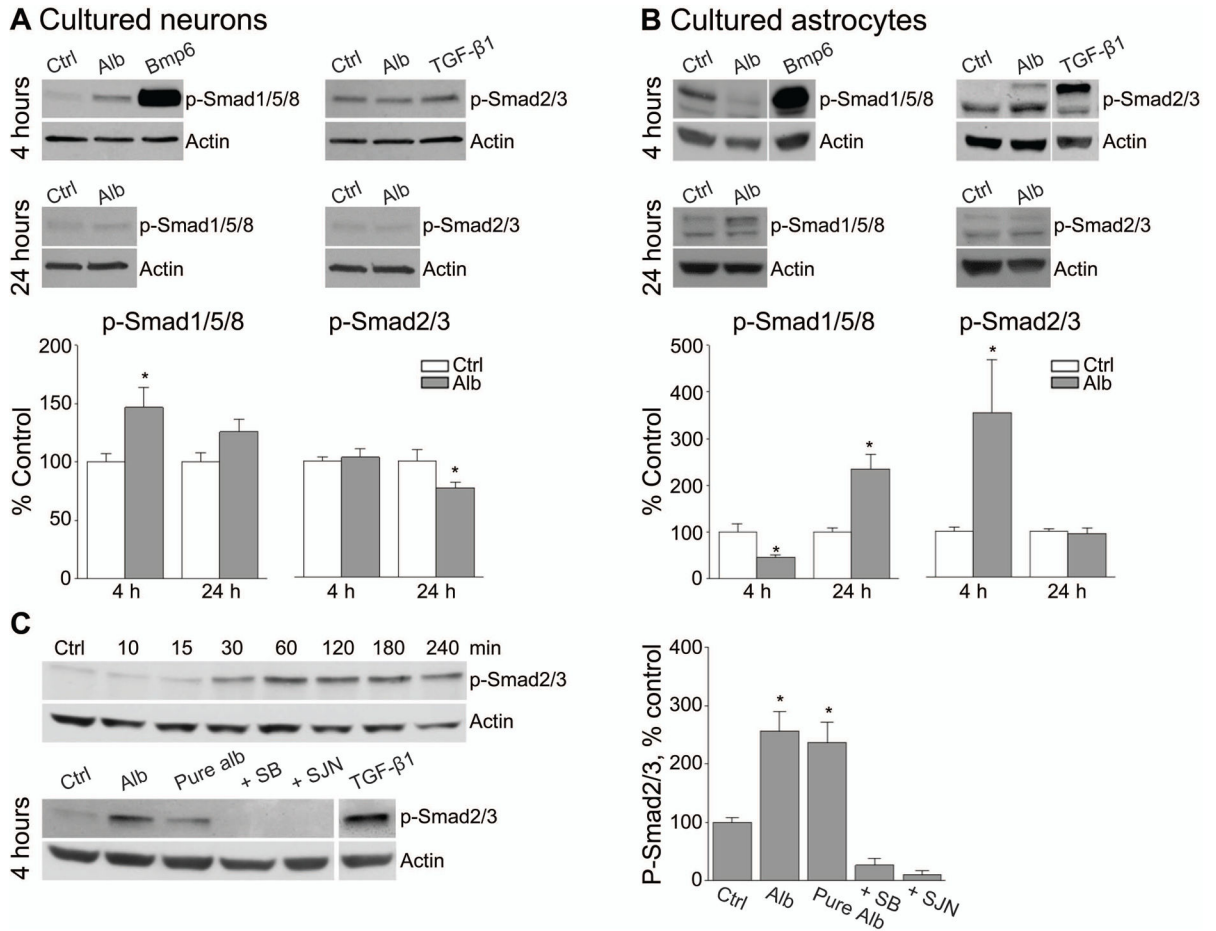 A Cultured neurons
Ctrl Alb Bmp6
4 hours
p-Smad1/5/8
Actin
Ctrl Alb TGF-β1
p-Smad2/3
Actin
24 hours
Ctrl Alb
p-Smad1/5/8
Actin
Ctrl Alb
p-Smad2/3
Actin
p-Smad1/5/8
p-Smad2/3
% Control
200
150
100
50
0
*
*
Ctrl
Alb
4 h 24 h
4 h 24 h
B Cultured astrocytes
Ctrl Alb Bmp6
4 hours
p-Smad1/5/8
Actin
Ctrl Alb TGF-β1
p-Smad2/3
Actin
24 hours
Ctrl Alb
p-Smad1/5/8
Actin
Ctrl Alb
p-Smad2/3
Actin
p-Smad1/5/8
p-Smad2/3
% Control
500
400
300
200
100
0
*
*
*
Ctrl
Alb
4 h 24 h
4 h 24 h
C
Ctrl 10 15 30 60 120 180 240 min
p-Smad2/3
Actin
Ctrl Alb Pure alb + SB + SJN TGF-β1
4 hours
p-Smad2/3
Actin
P-Smad2/3, % control
400
300
200
100
0
*
*
Ctrl Alb Pure Alb + SB + SJN